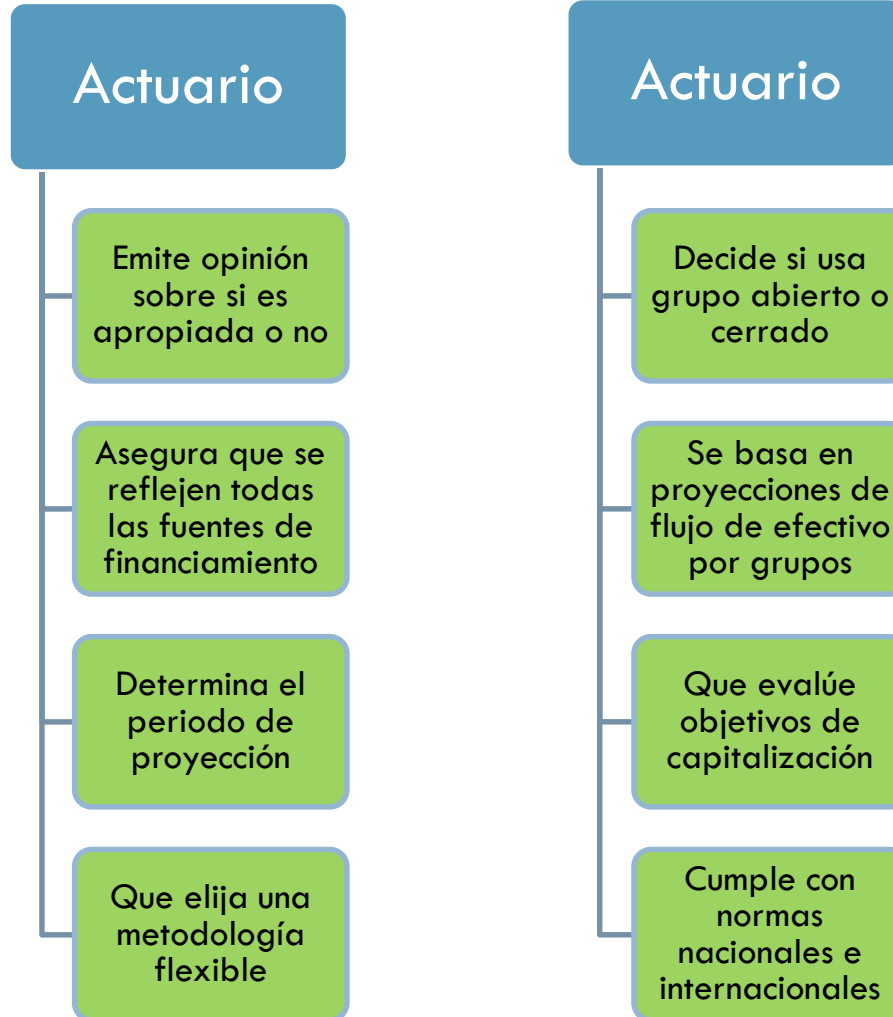 Actuario
Emite opinión
sobre si es
apropiada o no
Asegura que se
reflejen todas
las fuentes de
financiamiento
Determina el
periodo de
proyección
Que elija una
metodología
flexible
Actuario
Decide si usa
grupo abierto o
cerrado
Se basa en
proyecciones de
flujo de efectivo
por grupos
Que evalúe
objetivos de
capitalización
Cumple con
normas
nacionales e
internacionales